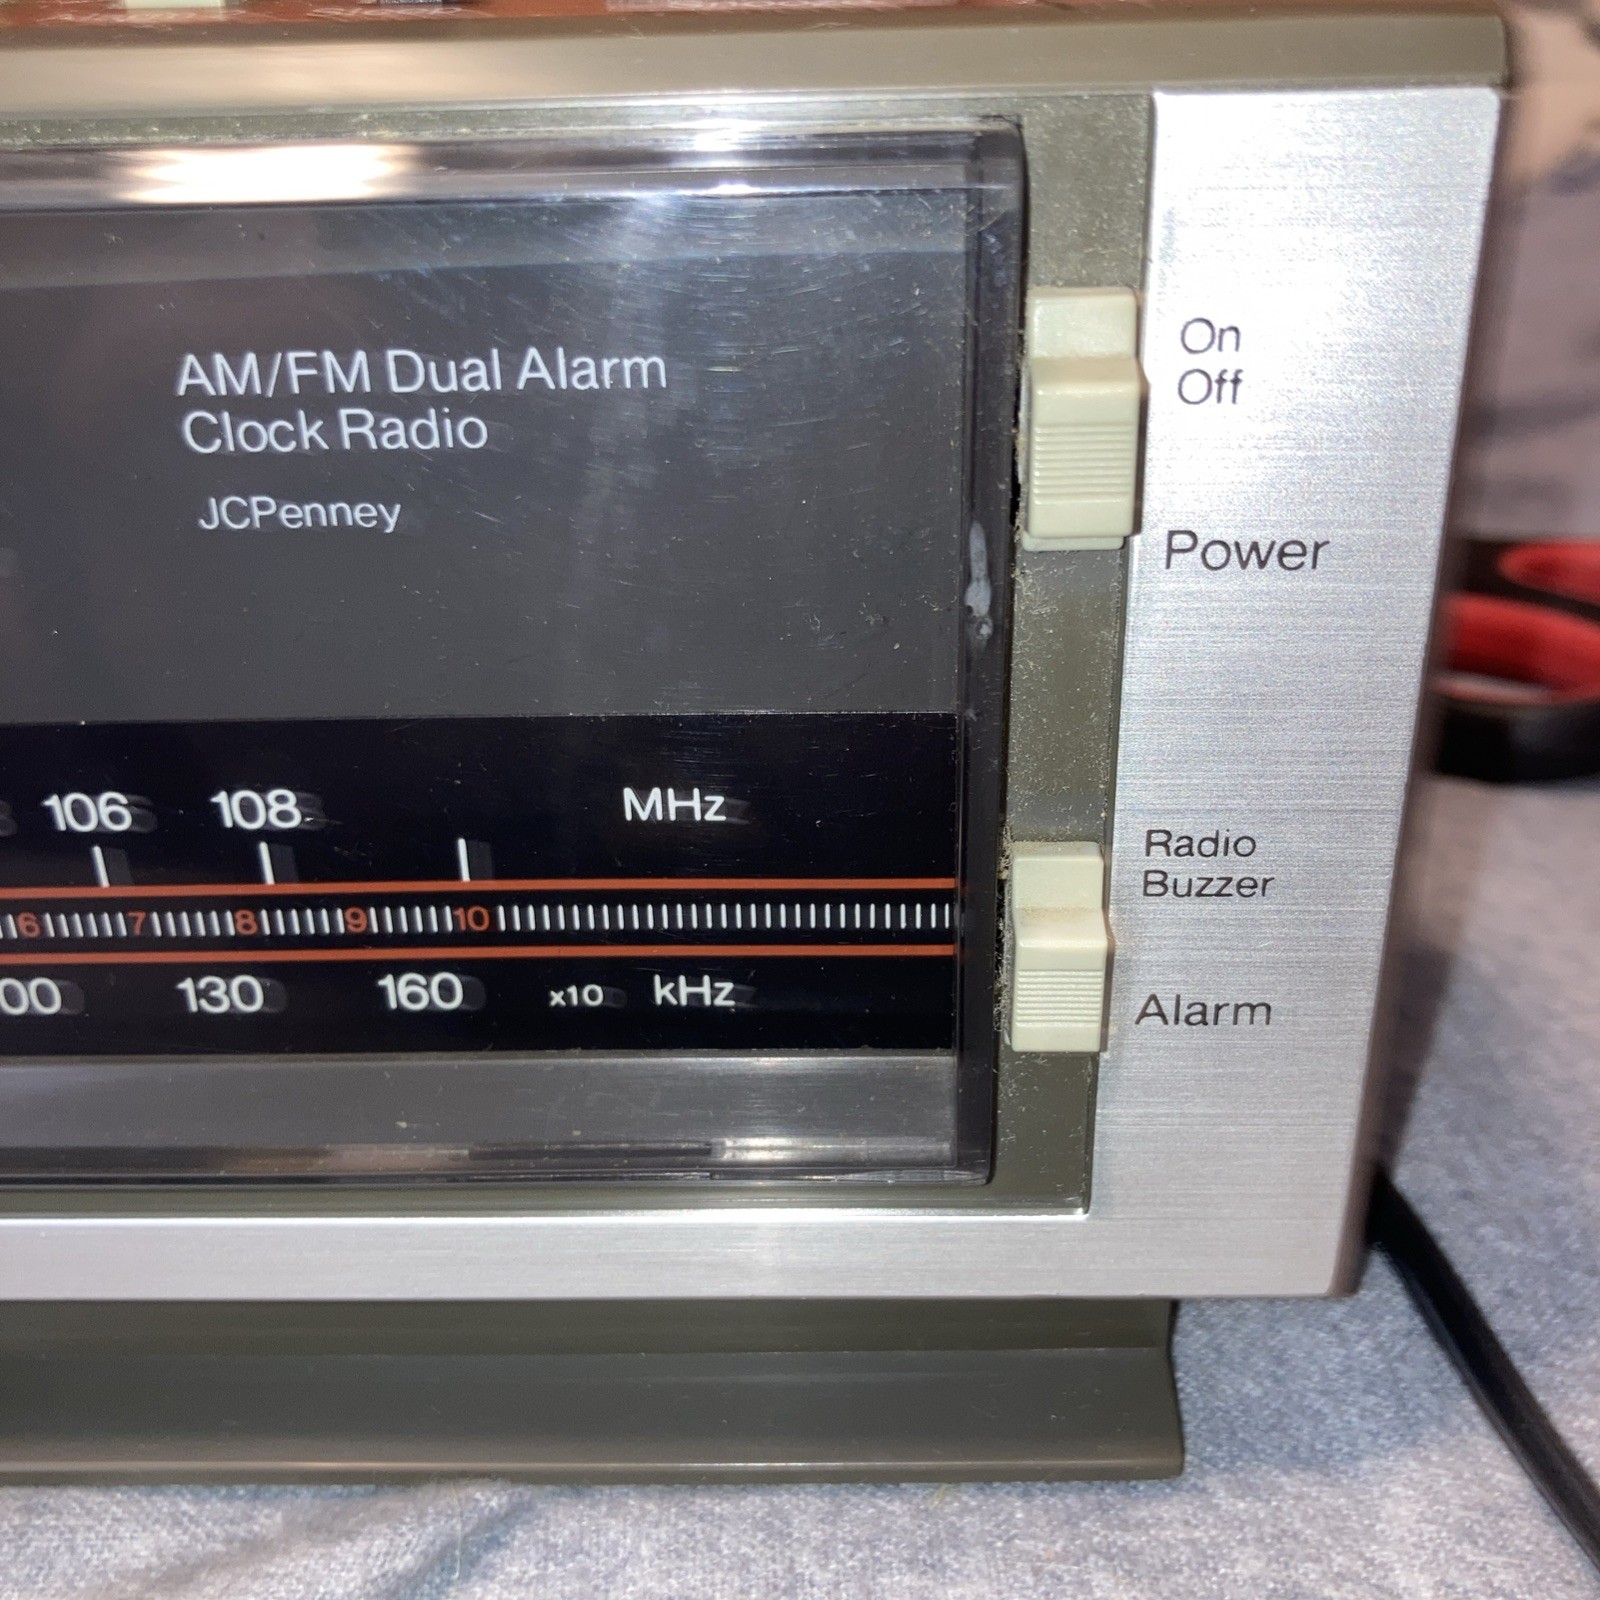 AM/FM Dual Alarm
Clock Radio
JCPenney
On
Off
Power
106 108 MHz
6 7 8 9 10
00 130 160 x10 kHz
Radio
Buzzer
Alarm